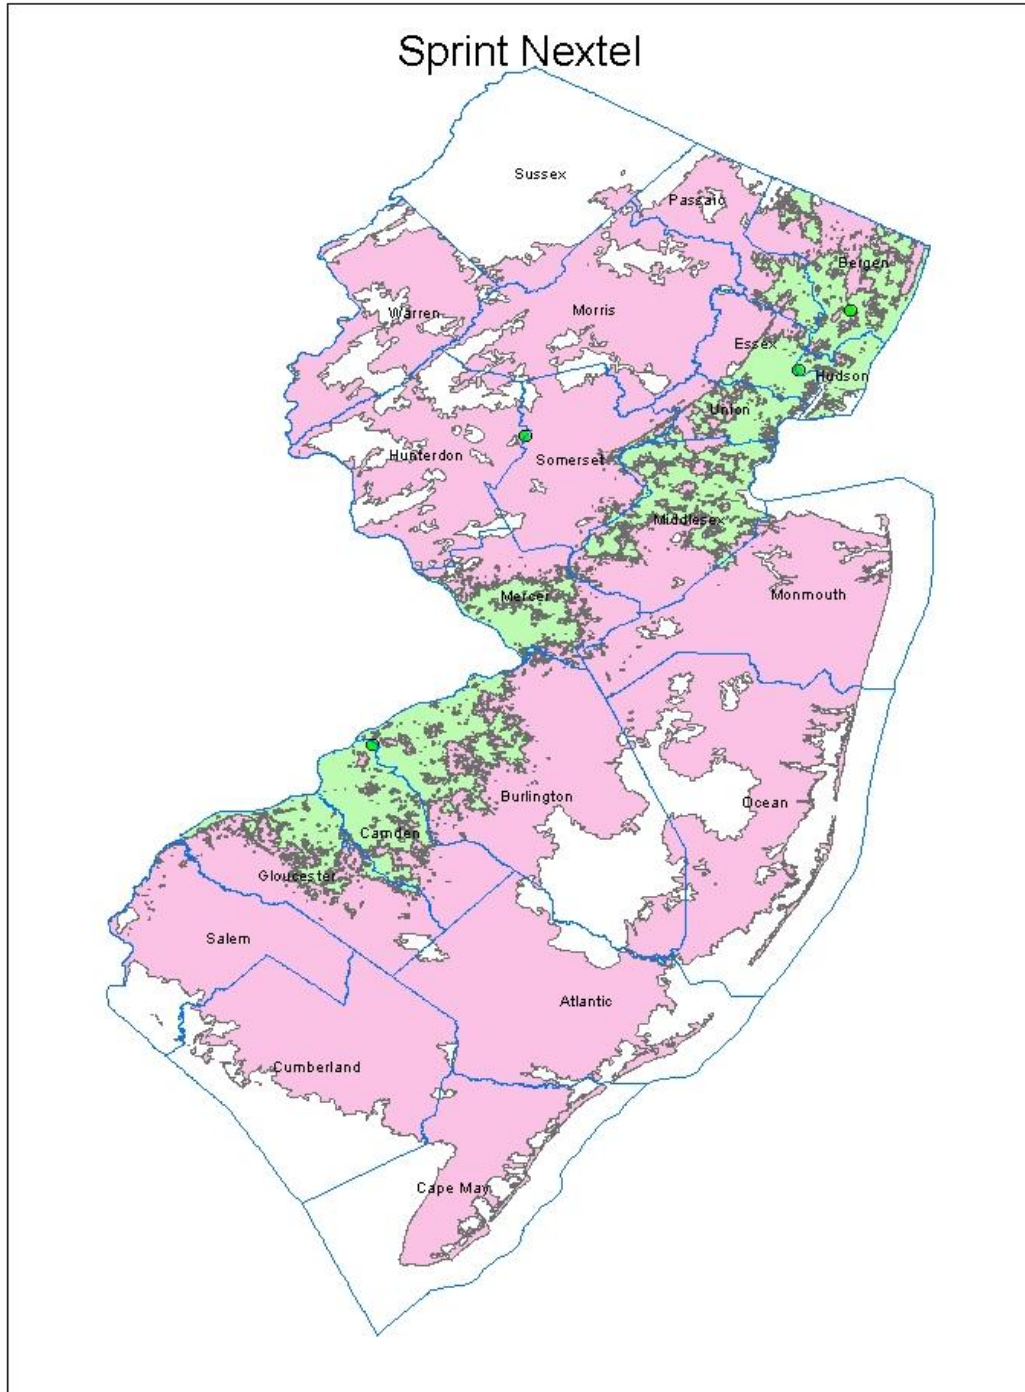 Sprint Nextel
Sussex
Passaic
Bergen
Warren
Morris
Essex
Hudson
Union
Hunterdon
Somerset
Middlesex
Mercer
Monmouth
Burlington
Ocean
Camden
Gloucester
Salem
Atlantic
Cumberland
Cape May